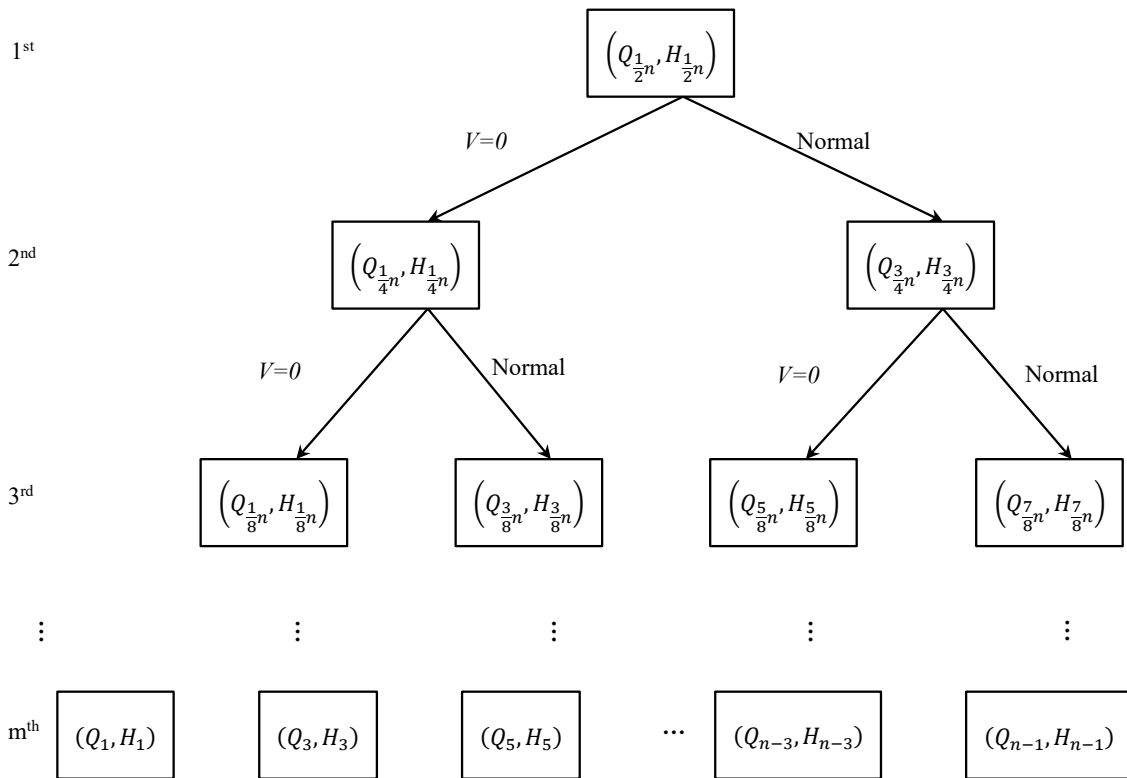 1st (Q_{1/2 n}, H_{1/2 n})
V=0 Normal
2nd (Q_{1/4 n}, H_{1/4 n}) (Q_{3/4 n}, H_{3/4 n})
V=0 Normal V=0 Normal
3rd (Q_{1/8 n}, H_{1/8 n}) (Q_{3/8 n}, H_{3/8 n}) (Q_{5/8 n}, H_{5/8 n}) (Q_{7/8 n}, H_{7/8 n})
⋮ ⋮ ⋮ ⋮ ⋮
mth (Q_1, H_1) (Q_3, H_3) (Q_5, H_5) ⋯ (Q_{n−3}, H_{n−3}) (Q_{n−1}, H_{n−1})